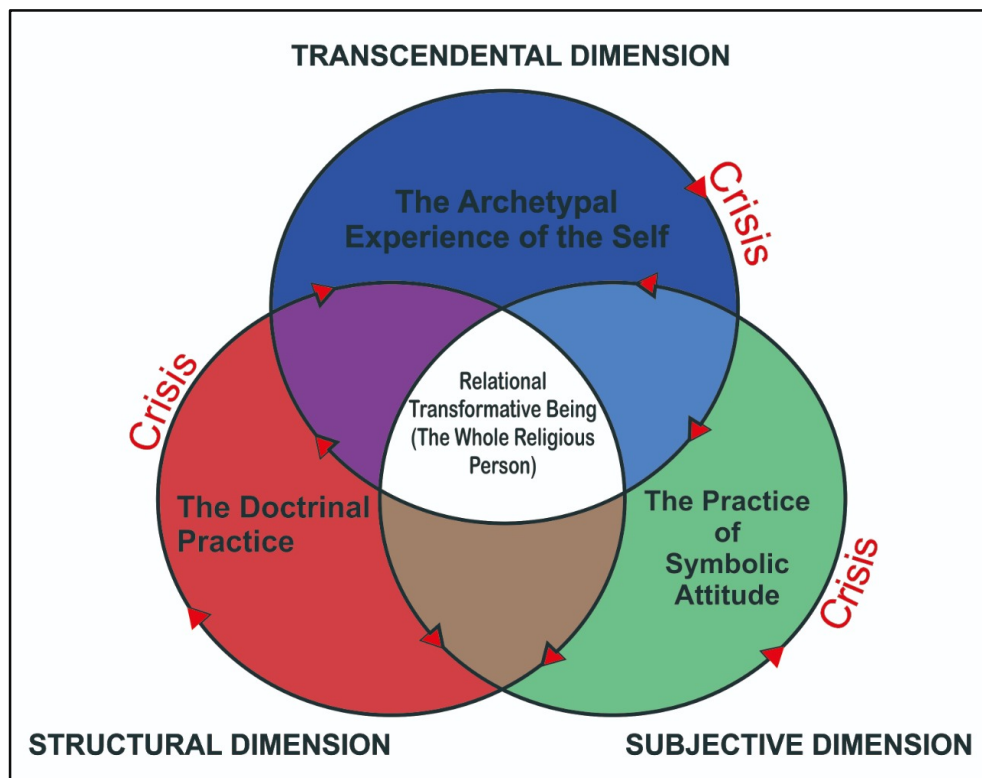 TRANSCENDENTAL DIMENSION
Crisis
The Archetypal
Experience of the Self
Crisis
Relational
Transformative Being
(The Whole Religious
Person)
The Doctrinal
Practice
The Practice
of
Symbolic
Attitude
Crisis
STRUCTURAL DIMENSION
SUBJECTIVE DIMENSION